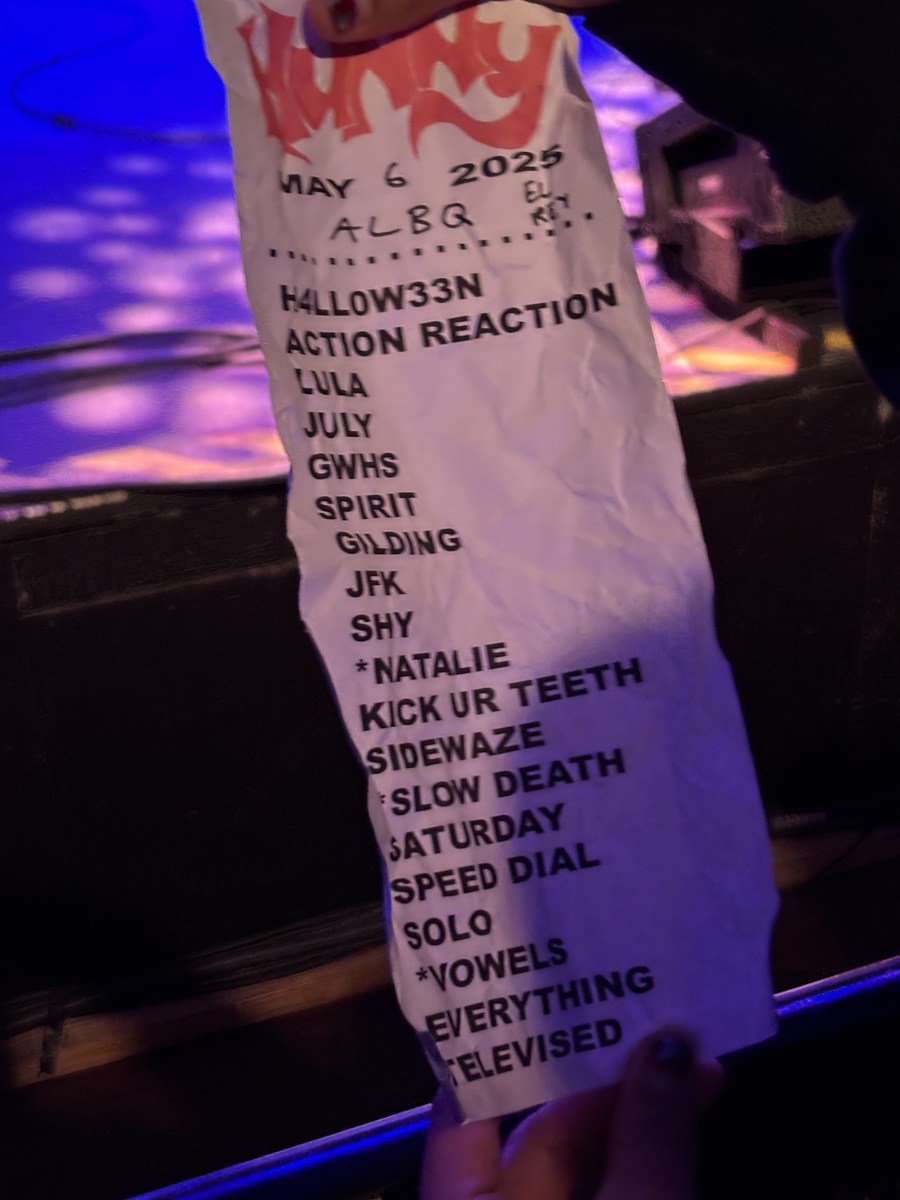 Hunny
MAY 6 2025
ALBQ EL REY
H4LLOW33N
ACTION REACTION
LULA
JULY
GWHS
SPIRIT
GILDING
JFK
SHY
*NATALIE
KICK UR TEETH
SIDEWAZE
*SLOW DEATH
SATURDAY
SPEED DIAL
SOLO
*VOWELS
EVERYTHING
TELEVISED